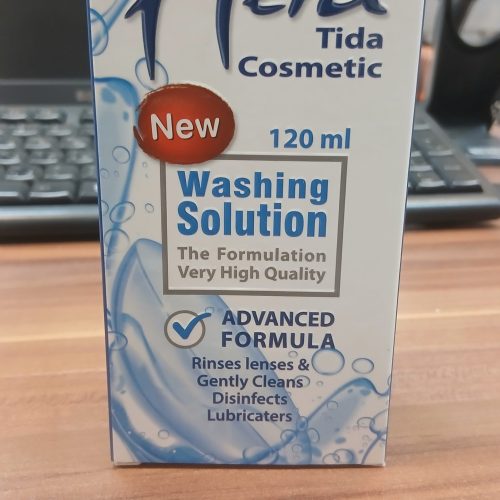 Tida
Cosmetic
New
120 ml
Washing
Solution
The Formulation
Very High Quality
ADVANCED
FORMULA
Rinses lenses &
Gently Cleans
Disinfects
Lubricaters